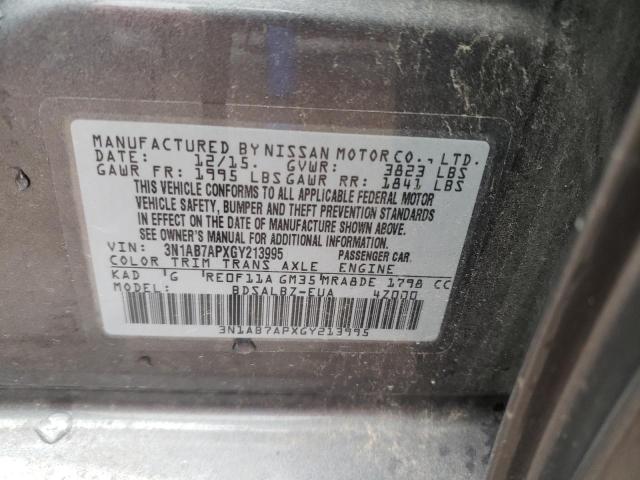 MANUFACTURED BY NISSAN MOTOR CO., LTD.
DATE: 12/15. GVWR: 3823 LBS
GAWR FR: 1995 LBS GAWR RR: 1841 LBS
THIS VEHICLE CONFORMS TO ALL APPLICABLE FEDERAL MOTOR
VEHICLE SAFETY, BUMPER AND THEFT PREVENTION STANDARDS
IN EFFECT ON THE DATE OF MANUFACTURE SHOWN ABOVE.
SEE OWNER'S MANUAL FOR ADDITIONAL INFORMATION.
VIN: 3N1AB7APXGY213995 PASSENGER CAR.
COLOR TRIM TRANS AXLE ENGINE
KAD G RE0F11A GM35 MRA8DE 1798 CC
MODEL: BDSALBZ-EUA 4Z000
3N1AB7APXGY213995